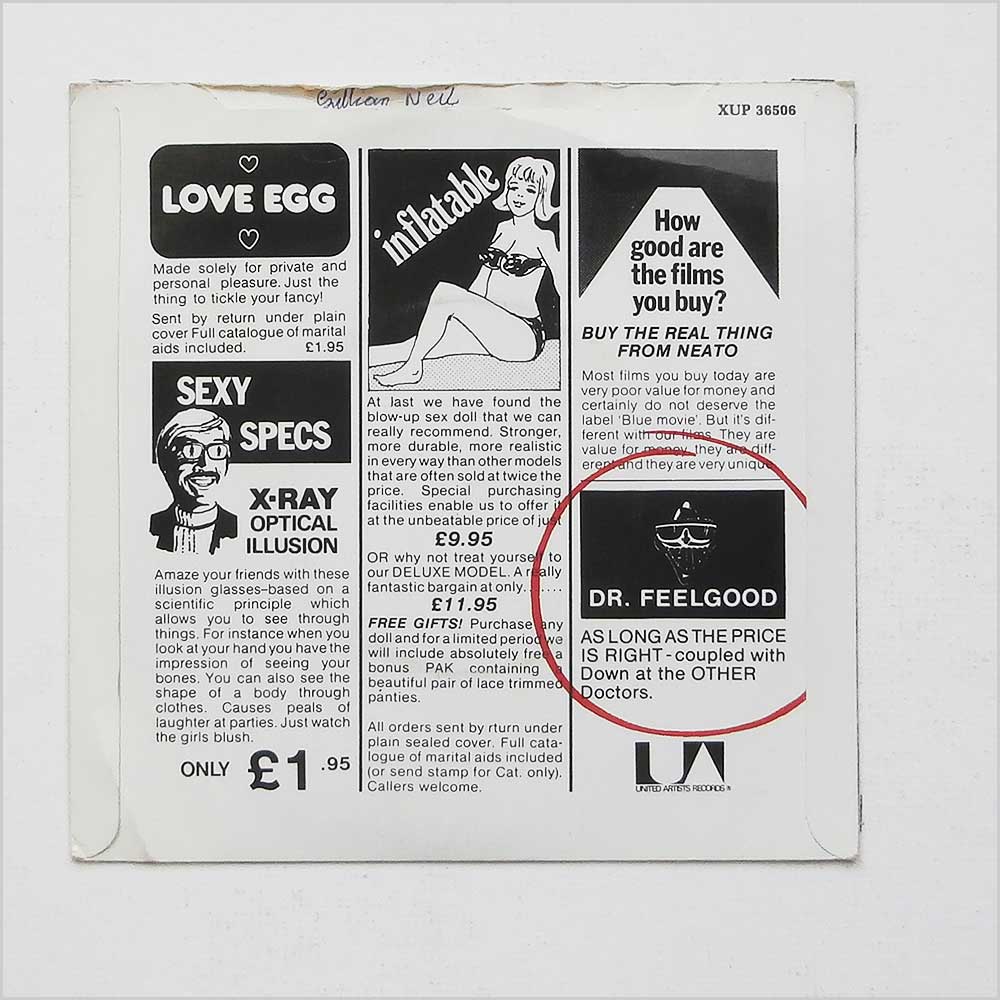 Gillian Neil
XUP 36506
LOVE EGG
Made solely for private and
personal pleasure. Just the
thing to tickle your fancy!
Sent by return under plain
cover Full catalogue of marital
aids included. £1.95
SEXY
SPECS
X-RAY
OPTICAL
ILLUSION
Amaze your friends with these
illusion glasses–based on a
scientific principle which
allows you to see through
things. For instance when you
look at your hand you have the
impression of seeing your
bones. You can also see the
shape of a body through
clothes. Causes peals of
laughter at parties. Just watch
the girls blush.
ONLY £1.95
inflatable
At last we have found the
blow-up sex doll that we can
really recommend. Stronger,
more durable, more realistic
in every way than other models
that are often sold at twice the
price. Special purchasing
facilities enable us to offer it
at the unbeatable price of just
£9.95
OR why not treat yourself to
our DELUXE MODEL. A really
fantastic bargain at only.......
£11.95
FREE GIFTS! Purchase any
doll and for a limited period we
will include absolutely free a
bonus PAK containing a
beautiful pair of lace trimmed
panties.
All orders sent by rturn under
plain sealed cover. Full cata-
logue of marital aids included
(or send stamp for Cat. only).
Callers welcome.
How
good are
the films
you buy?
BUY THE REAL THING
FROM NEATO
Most films you buy today are
very poor value for money and
certainly do not deserve the
label 'Blue movie'. But it's dif-
ferent with our films. They are
value for money, they are diff-
erent and they are very unique
DR. FEELGOOD
AS LONG AS THE PRICE
IS RIGHT - coupled with
Down at the OTHER
Doctors.
UA
UNITED ARTISTS RECORDS